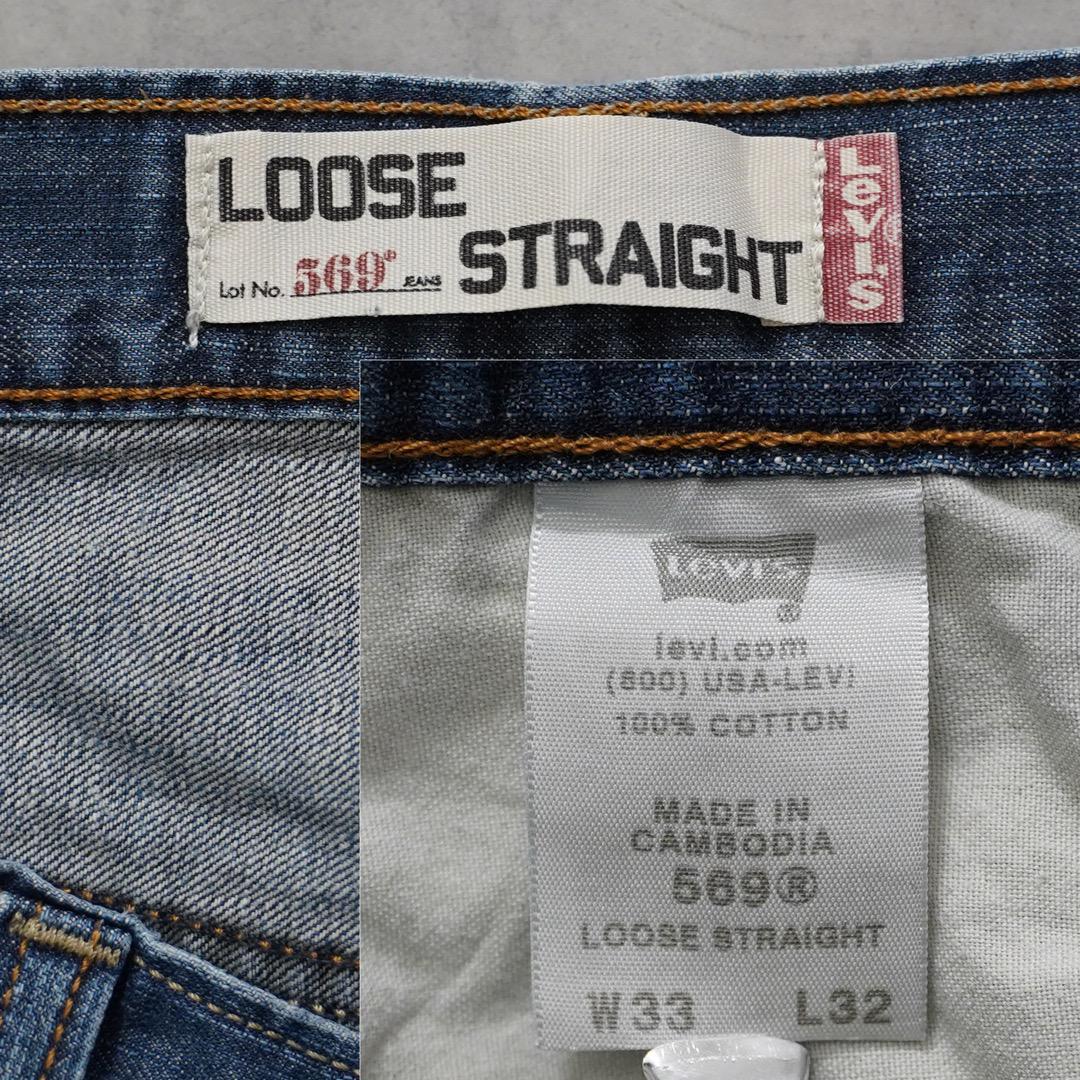 LOOSE
STRAIGHT
Lot No. 569® JEANS
Levi's
Levi's
®
levi.com
(800) USA-LEVI
100% COTTON
MADE IN
CAMBODIA
569®
LOOSE STRAIGHT
W33 L32